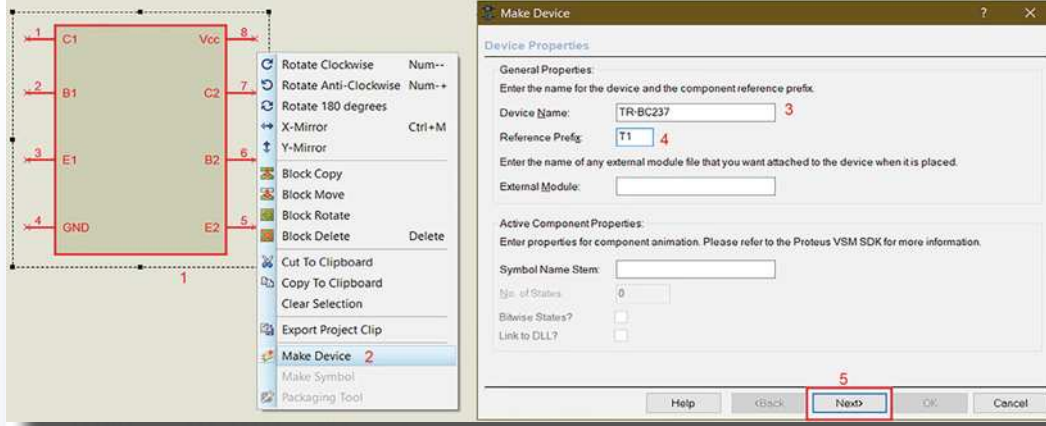 1 C1 Vcc 8
2 B1 C2 7
3 E1 B2 6
4 GND E2 5
1
Rotate Clockwise Num--
Rotate Anti-Clockwise Num-+
Rotate 180 degrees
X-Mirror Ctrl+M
Y-Mirror
Block Copy
Block Move
Block Rotate
Block Delete Delete
Cut To Clipboard
Copy To Clipboard
Clear Selection
Export Project Clip
Make Device 2
Make Symbol
Packaging Tool
Make Device ? ×
Device Properties
General Properties:
Enter the name for the device and the component reference prefix.
Device Name: TR-BC237 3
Reference Prefix: T1 4
Enter the name of any external module file that you want attached to the device when it is placed.
External Module:
Active Component Properties:
Enter properties for component animation. Please refer to the Proteus VSM SDK for more information.
Symbol Name Stem:
No. of States: 0
Bitwise States?
Link to DLL?
5
Help <Back Next> OK Cancel